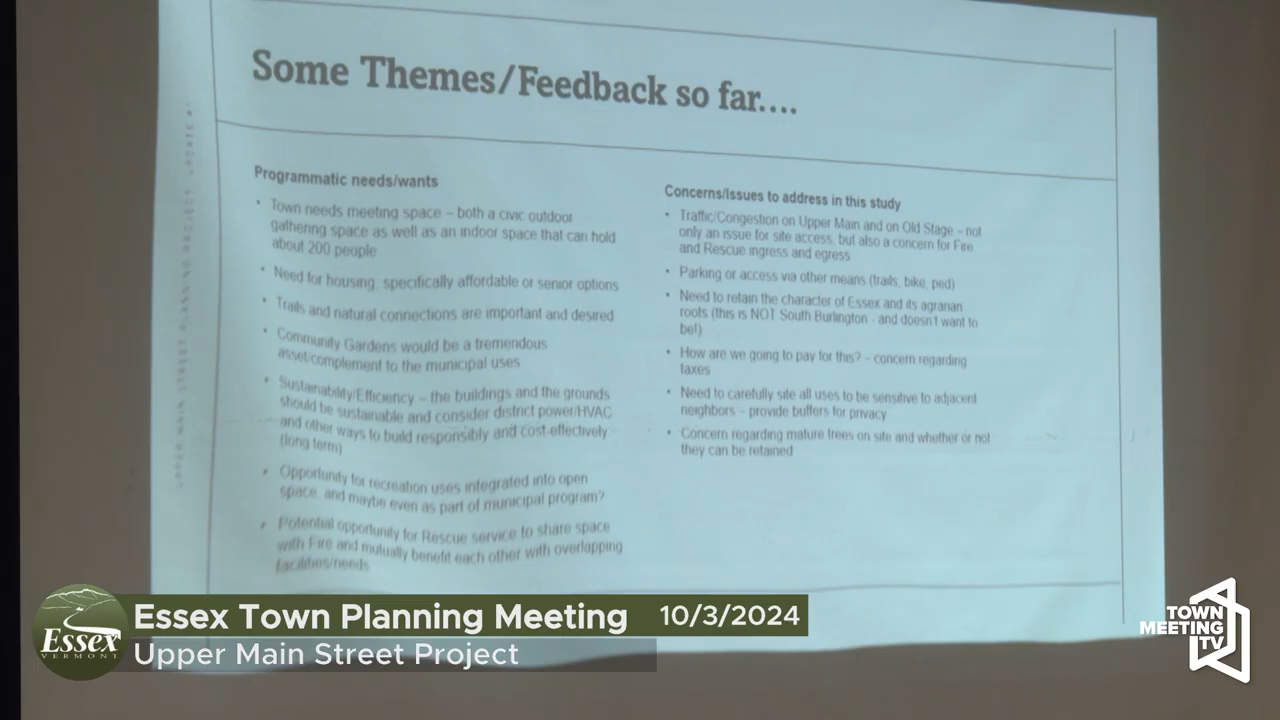 Some Themes/Feedback so far....
Programmatic needs/wants
• Town needs meeting space – both a civic outdoor
gathering space as well as an indoor space that can hold
about 200 people
• Need for housing, specifically affordable or senior options
• Trails and natural connections are important and desired
• Community Gardens would be a tremendous
asset/complement to the municipal uses
• Sustainability/Efficiency – the buildings and the grounds
should be sustainable and consider district power/HVAC
and other ways to build responsibly and cost-effectively
(long term)
• Opportunity for recreation uses integrated into open
space, and maybe even as part of municipal program?
• Potential opportunity for Rescue service to share space
with Fire and mutually benefit each other with overlapping
facilities/needs
Concerns/Issues to address in this study
• Traffic/Congestion on Upper Main and on Old Stage – not
only an issue for site access, but also a concern for Fire
and Rescue ingress and egress
• Parking or access via other means (trails, bike, ped)
• Need to retain the character of Essex and its agrarian
roots (this is NOT South Burlington - and doesn't want to
be!)
• How are we going to pay for this? – concern regarding
taxes
• Need to carefully site all uses to be sensitive to adjacent
neighbors – provide buffers for privacy
• Concern regarding mature trees on site and whether or not
they can be retained
Essex
VERMONT
Essex Town Planning Meeting 10/3/2024
Upper Main Street Project
TOWN
MEETING
TV